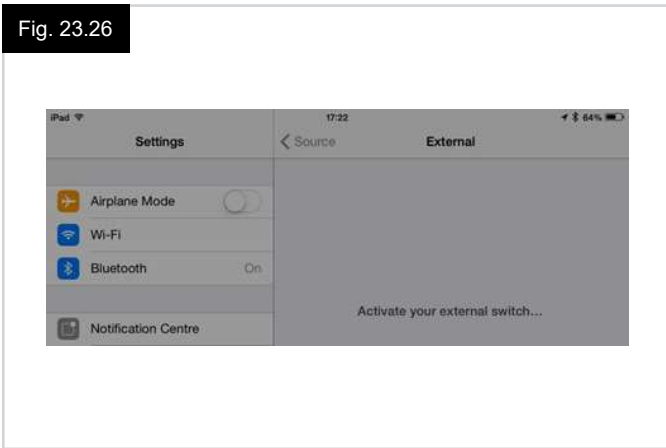 Fig. 23.26
iPad 17:22 64%
Settings < Source External
Airplane Mode
Wi-Fi
Bluetooth On
Activate your external switch...
Notification Centre